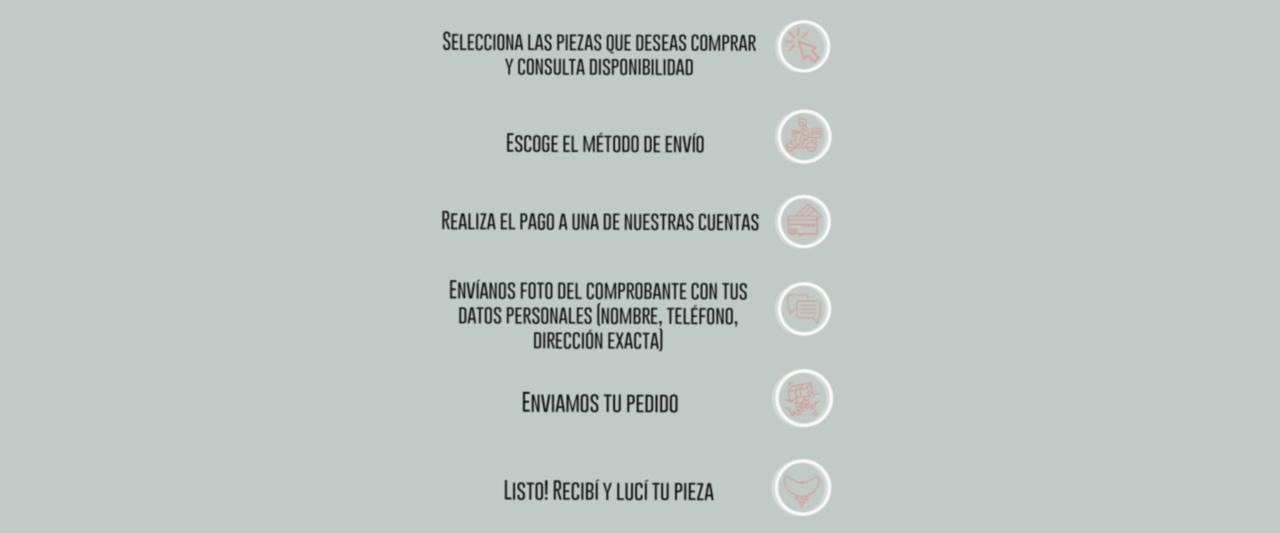 Selecciona las piezas que deseas comprar
y consulta disponibilidad
Escoge el método de envío
Realiza el pago a una de nuestras cuentas
Envíanos foto del comprobante con tus
datos personales (nombre, teléfono,
dirección exacta)
Enviamos tu pedido
Listo! Recibí y lucí tu pieza